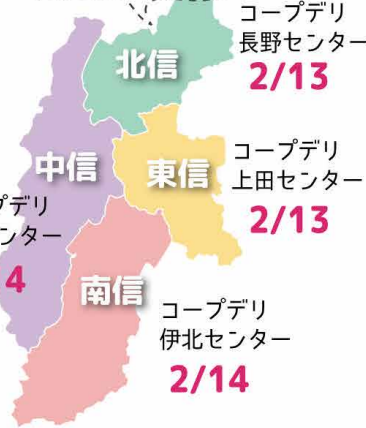 コープデリ
長野センター
2/13
北信
中信
東信
コープデリ
上田センター
2/13
プデリ
ンター
4
南信
コープデリ
伊北センター
2/14